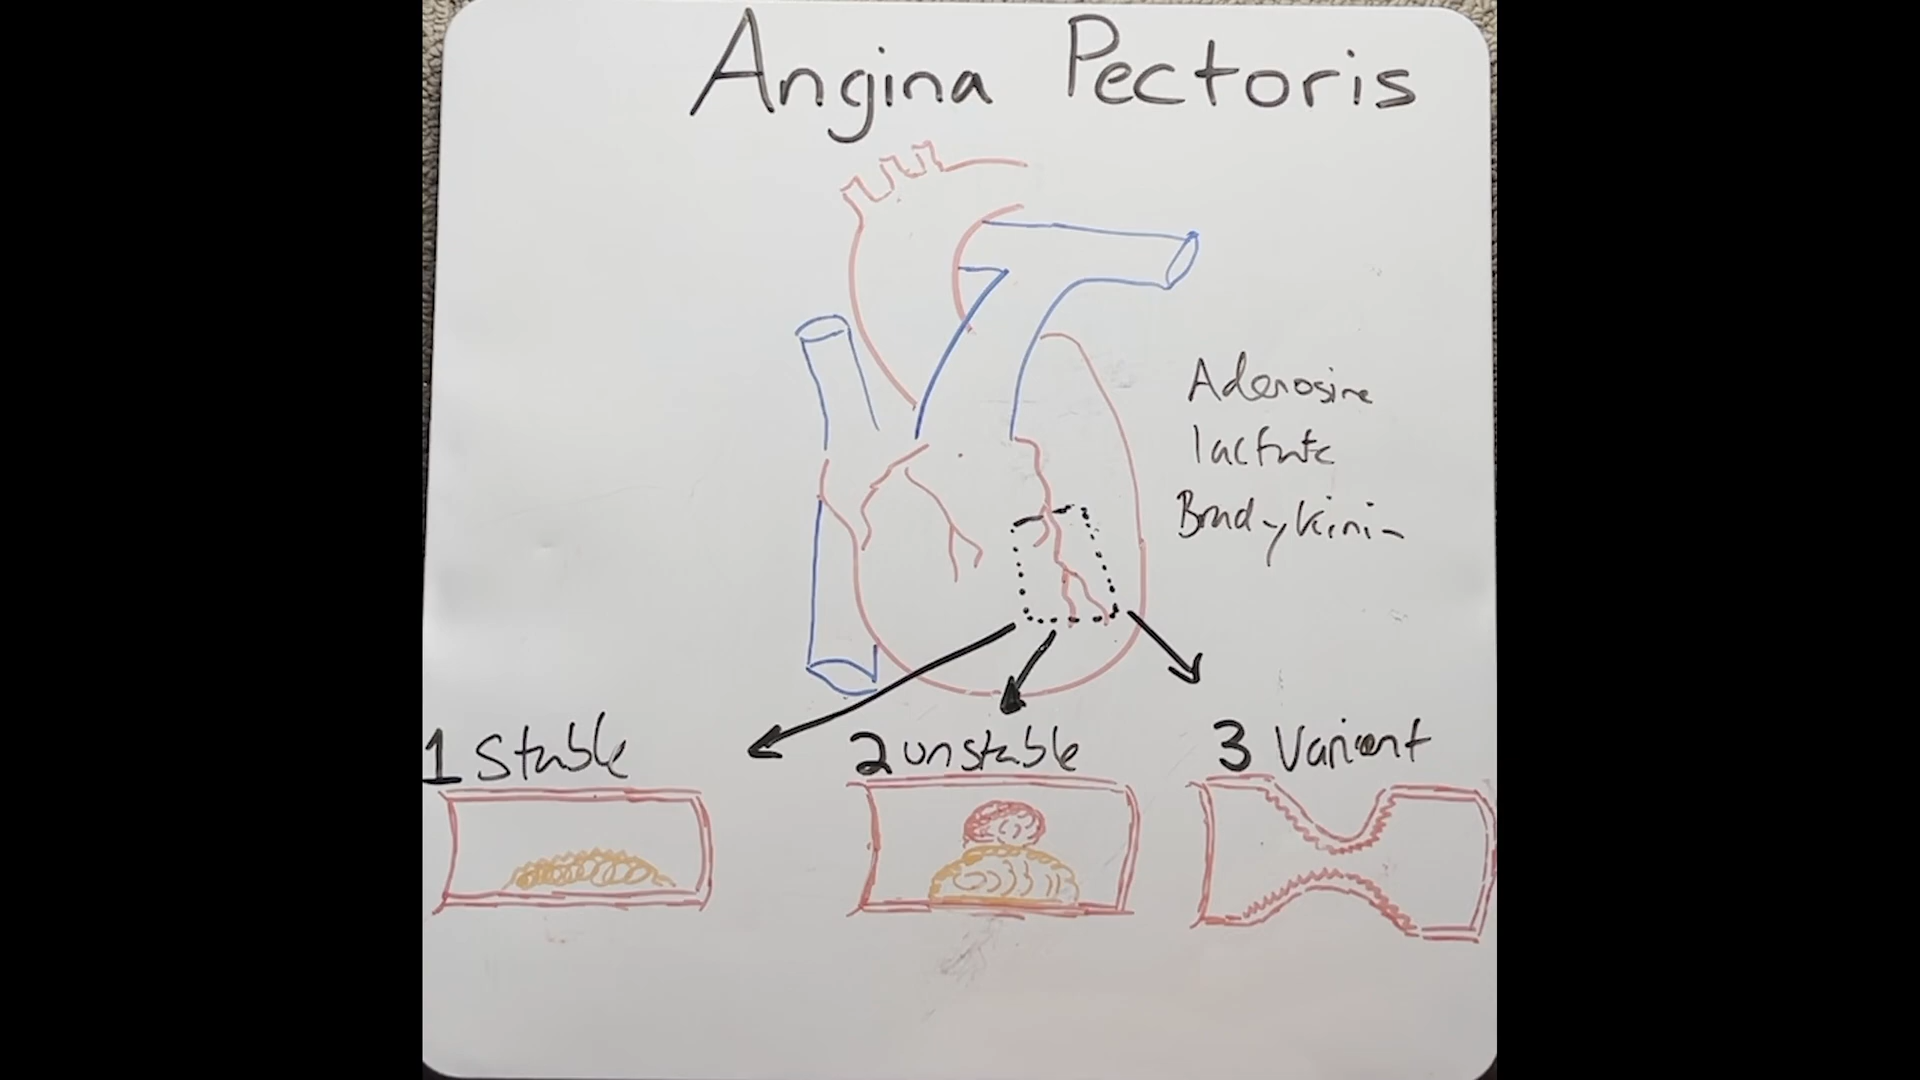 Angina Pectoris
Adenosine
lactate
Bradykinin
1 Stable
2 unstable
3 Variant